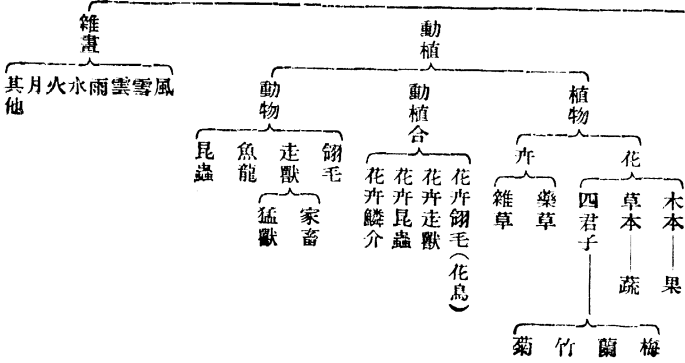 動植
植物
花
木本
果
草本
蔬
四君子
梅
蘭
竹
菊
卉
藥草
雜草
動植合
花卉翎毛(花鳥)
花卉走獸
花卉昆蟲
花卉鱗介
動物
翎毛
走獸
家畜
猛獸
魚龍
昆蟲
雜畫
風
雪
雲
雨
水
火
月
其他